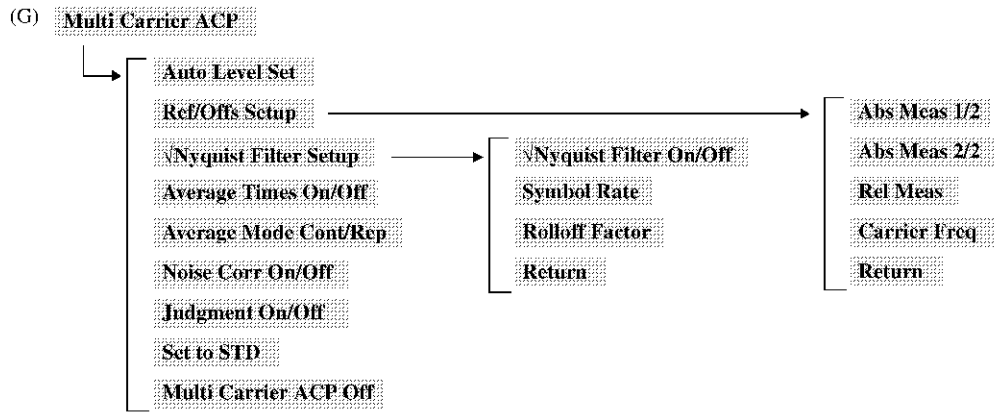 (G) Multi Carrier ACP
Auto Level Set
Ref/Offs Setup
√Nyquist Filter Setup
Average Times On/Off
Average Mode Cont/Rep
Noise Corr On/Off
Judgment On/Off
Set to STD
Multi Carrier ACP Off
√Nyquist Filter On/Off
Symbol Rate
Rolloff Factor
Return
Abs Meas 1/2
Abs Meas 2/2
Rel Meas
Carrier Freq
Return